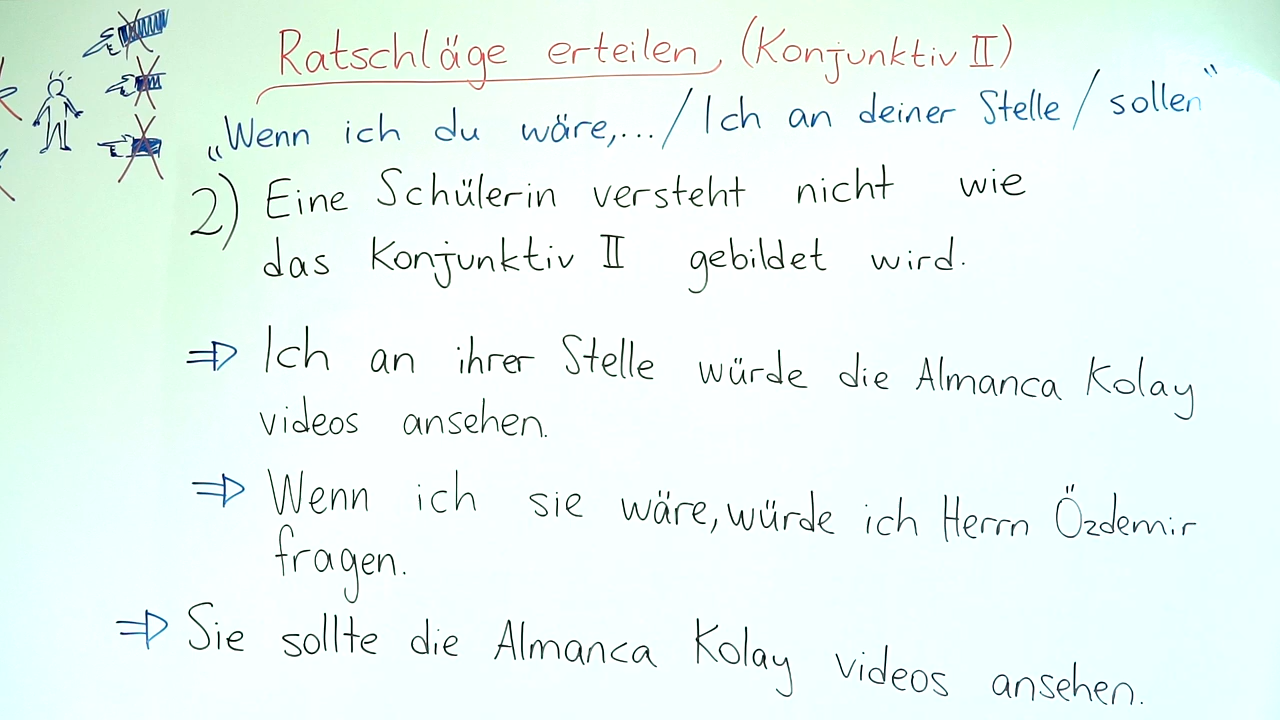 Ratschläge erteilen, (Konjunktiv II)
„Wenn ich du wäre,.../Ich an deiner Stelle/sollen“
2) Eine Schülerin versteht nicht wie
das Konjunktiv II gebildet wird.
⇒ Ich an ihrer Stelle würde die Almanca Kolay
videos ansehen.
⇒ Wenn ich sie wäre, würde ich Herrn Özdemir
fragen.
⇒ Sie sollte die Almanca Kolay videos ansehen.